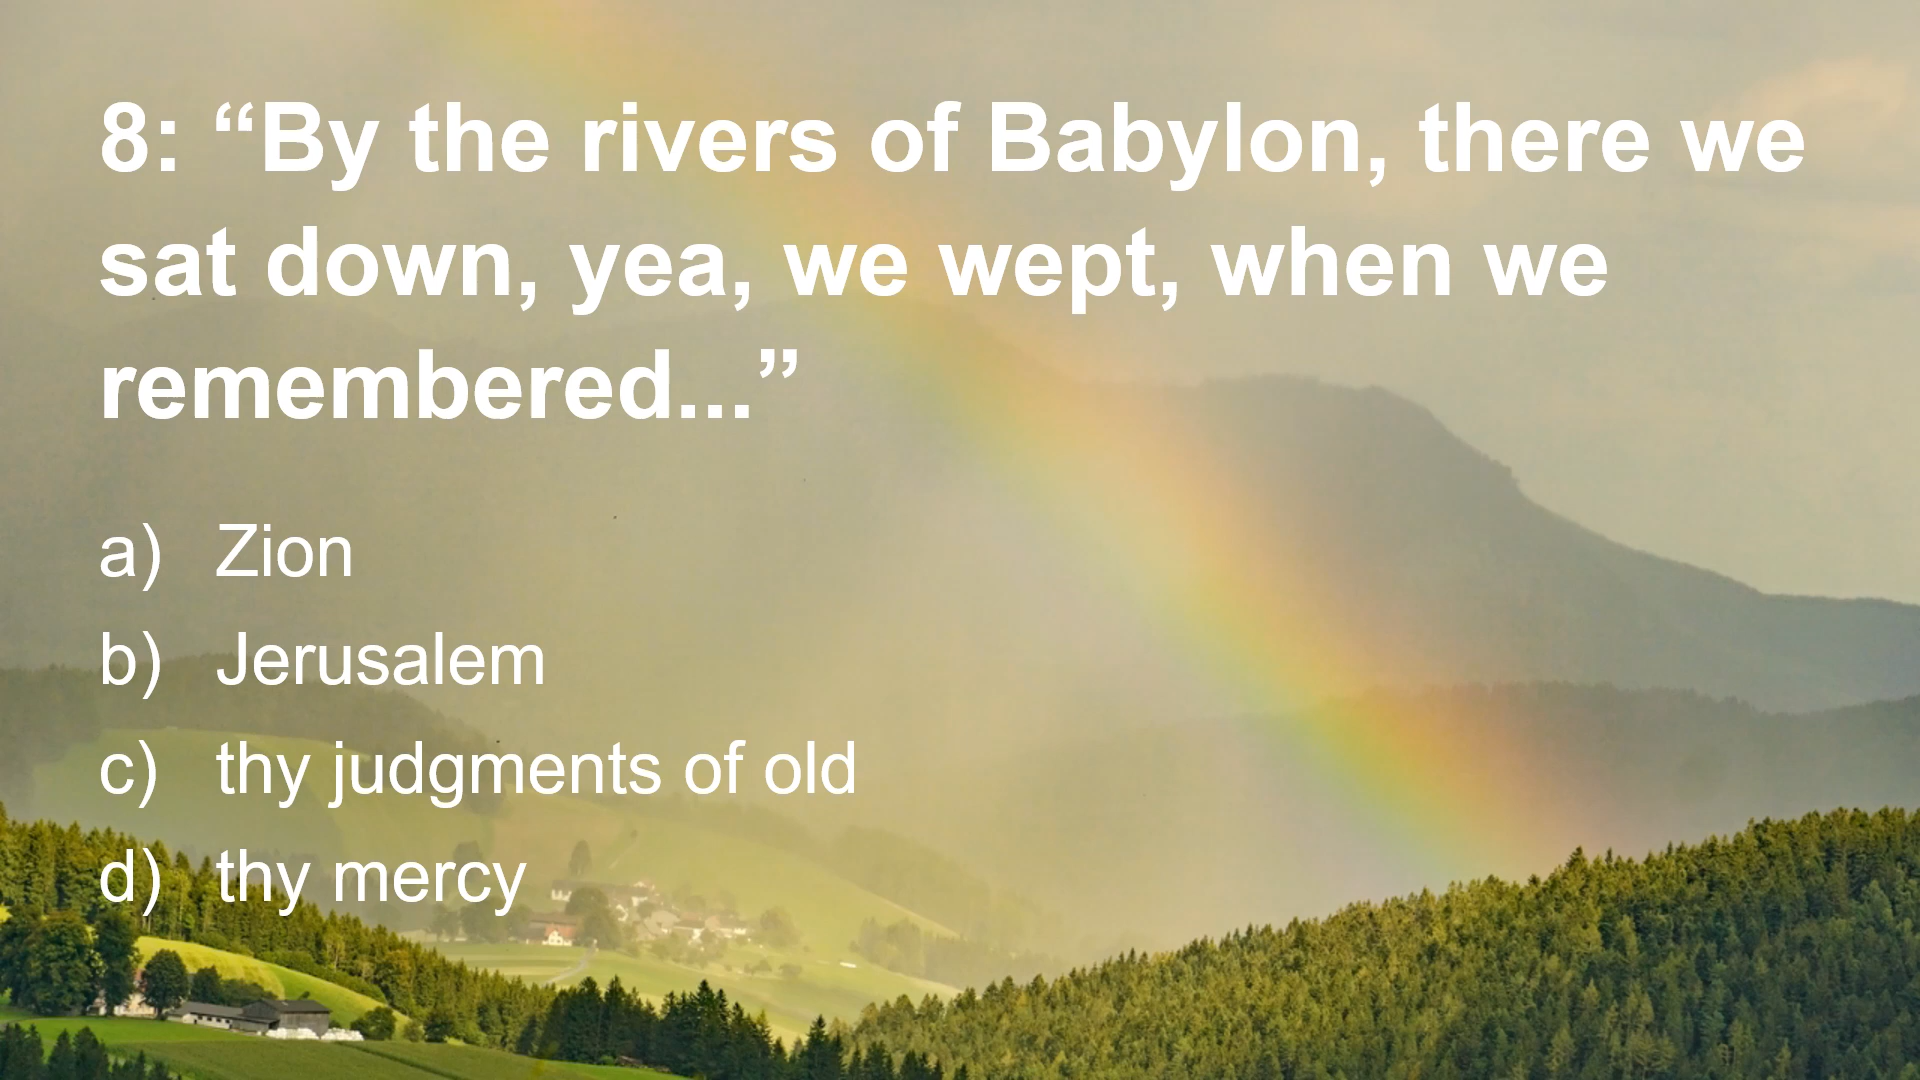 8: “By the rivers of Babylon, there we
sat down, yea, we wept, when we
remembered...”
a) Zion
b) Jerusalem
c) thy judgments of old
d) thy mercy